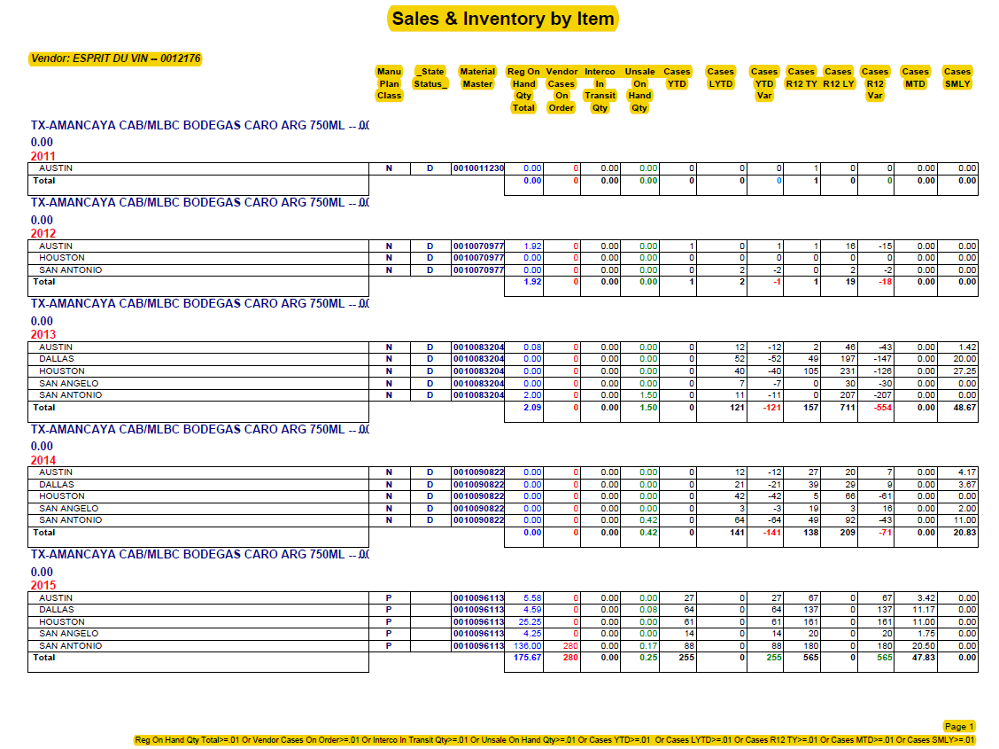 Sales & Inventory by Item
Vendor: ESPRIT DU VIN -- 0012176
Manu Plan Class _State Status_ Material Master Reg On Hand Qty Total Vendor Cases On Order Interco In Transit Qty Unsale On Hand Qty Cases YTD Cases LYTD Cases YTD Var Cases R12 TY Cases R12 LY Cases R12 Var Cases MTD Cases SMLY
TX-AMANCAYA CAB/MLBC BODEGAS CARO ARG 750ML --
0.00
2011
AUSTIN N D 0010011230 0.00 0 0.00 0.00 0 0 0 1 0 0 0.00 0.00
Total 0.00 0 0.00 0.00 0 0 0 1 0 0 0.00 0.00
TX-AMANCAYA CAB/MLBC BODEGAS CARO ARG 750ML --
0.00
2012
AUSTIN N D 0010070977 1.92 0 0.00 0.00 1 0 1 1 16 -15 0.00 0.00
HOUSTON N D 0010070977 0.00 0 0.00 0.00 0 0 0 0 0 0 0.00 0.00
SAN ANTONIO N D 0010070977 0.00 0 0.00 0.00 0 2 -2 0 2 -2 0.00 0.00
Total 1.92 0 0.00 0.00 1 2 -1 1 19 -18 0.00 0.00
TX-AMANCAYA CAB/MLBC BODEGAS CARO ARG 750ML --
0.00
2013
AUSTIN N D 0010083204 0.08 0 0.00 0.00 0 12 -12 2 46 -43 0.00 1.42
DALLAS N D 0010083204 0.00 0 0.00 0.00 0 52 -52 49 197 -147 0.00 20.00
HOUSTON N D 0010083204 0.00 0 0.00 0.00 0 40 -40 105 231 -126 0.00 27.25
SAN ANGELO N D 0010083204 0.00 0 0.00 0.00 0 7 -7 0 30 -30 0.00 0.00
SAN ANTONIO N D 0010083204 2.00 0 0.00 1.50 0 11 -11 0 207 -207 0.00 0.00
Total 2.09 0 0.00 1.50 0 121 -121 157 711 -554 0.00 48.67
TX-AMANCAYA CAB/MLBC BODEGAS CARO ARG 750ML --
0.00
2014
AUSTIN N D 0010090822 0.00 0 0.00 0.00 0 12 -12 27 20 7 0.00 4.17
DALLAS N D 0010090822 0.00 0 0.00 0.00 0 21 -21 39 29 9 0.00 3.67
HOUSTON N D 0010090822 0.00 0 0.00 0.00 0 42 -42 5 66 -61 0.00 0.00
SAN ANGELO N D 0010090822 0.00 0 0.00 0.00 0 3 -3 19 3 16 0.00 2.00
SAN ANTONIO N D 0010090822 0.00 0 0.00 0.42 0 64 -64 49 92 -43 0.00 11.00
Total 0.00 0 0.00 0.42 0 141 -141 138 209 -71 0.00 20.83
TX-AMANCAYA CAB/MLBC BODEGAS CARO ARG 750ML --
0.00
2015
AUSTIN P 0010096113 5.58 0 0.00 0.00 27 0 27 67 0 67 3.42 0.00
DALLAS P 0010096113 4.59 0 0.00 0.08 64 0 64 137 0 137 11.17 0.00
HOUSTON P 0010096113 25.25 0 0.00 0.00 61 0 61 161 0 161 11.00 0.00
SAN ANGELO P 0010096113 4.25 0 0.00 0.00 14 0 14 20 0 20 1.75 0.00
SAN ANTONIO P 0010096113 136.00 280 0.00 0.17 88 0 88 180 0 180 20.50 0.00
Total 175.67 280 0.00 0.25 255 0 255 565 0 565 47.83 0.00
Page 1
Reg On Hand Qty Total>=.01 Or Vendor Cases On Order>=.01 Or Interco In Transit Qty>=.01 Or Unsale On Hand Qty>=.01 Or Cases YTD>=.01 Or Cases LYTD>=.01 Or Cases R12 TY>=.01 Or Cases MTD>=.01 Or Cases SMLY>=.01